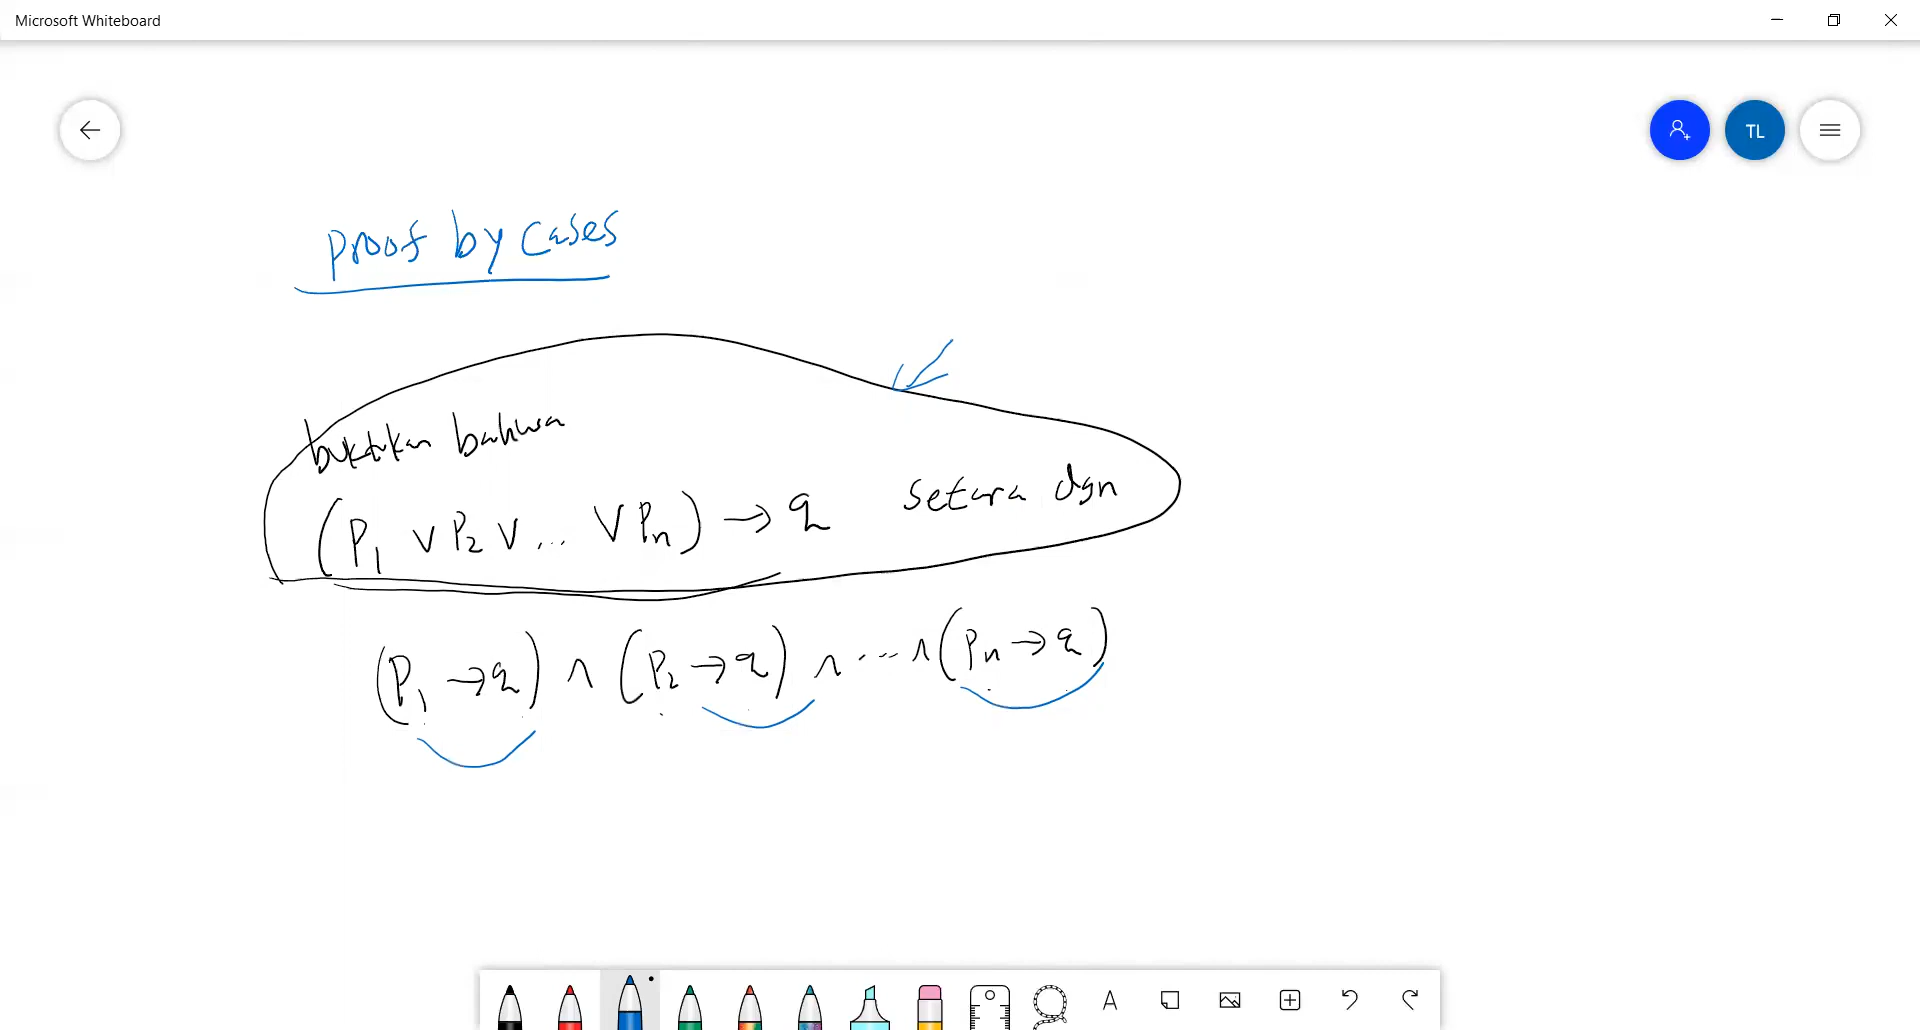 Microsoft Whiteboard
TL
Proof by cases
buktikan bahwa
(P₁ ∨ P₂ ∨ ... ∨ Pₙ) → q setara dgn
(P₁ → q) ∧ (P₂ → q) ∧ ... ∧ (Pₙ → q)
A